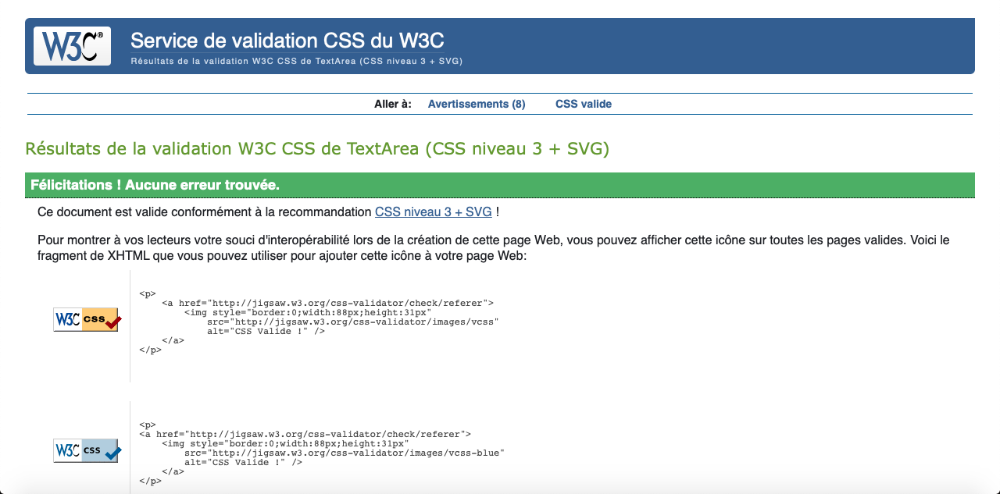 W3C® Service de validation CSS du W3C
Résultats de la validation W3C CSS de TextArea (CSS niveau 3 + SVG)
Aller à: Avertissements (8) CSS valide
Résultats de la validation W3C CSS de TextArea (CSS niveau 3 + SVG)
Félicitations ! Aucune erreur trouvée.
Ce document est valide conformément à la recommandation CSS niveau 3 + SVG !
Pour montrer à vos lecteurs votre souci d'interopérabilité lors de la création de cette page Web, vous pouvez afficher cette icône sur toutes les pages valides. Voici le
fragment de XHTML que vous pouvez utiliser pour ajouter cette icône à votre page Web:
W3C css
<p>
<a href="http://jigsaw.w3.org/css-validator/check/referer">
<img style="border:0;width:88px;height:31px"
src="http://jigsaw.w3.org/css-validator/images/vcss"
alt="CSS Valide !" />
</a>
</p>
W3C css
<p>
<a href="http://jigsaw.w3.org/css-validator/check/referer">
<img style="border:0;width:88px;height:31px"
src="http://jigsaw.w3.org/css-validator/images/vcss-blue"
alt="CSS Valide !" />
</a>
</p>